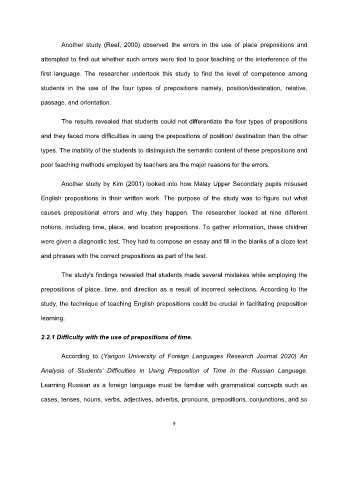 Another study (Reef, 2000) observed the errors in the use of place prepositions and
attempted to find out whether such errors were tied to poor teaching or the interference of the
first language. The researcher undertook this study to find the level of competence among
students in the use of the four types of prepositions namely, position/destination, relative,
passage, and orientation.
The results revealed that students could not differentiate the four types of prepositions
and they faced more difficulties in using the prepositions of position/ destination than the other
types. The inability of the students to distinguish the semantic content of these prepositions and
poor teaching methods employed by teachers are the major reasons for the errors.
Another study by Kim (2001) looked into how Malay Upper Secondary pupils misused
English prepositions in their written work. The purpose of the study was to figure out what
causes prepositional errors and why they happen. The researcher looked at nine different
notions, including time, place, and location prepositions. To gather information, these children
were given a diagnostic test. They had to compose an essay and fill in the blanks of a cloze text
and phrases with the correct prepositions as part of the test.
The study's findings revealed that students made several mistakes while employing the
prepositions of place, time, and direction as a result of incorrect selections. According to the
study, the technique of teaching English prepositions could be crucial in facilitating preposition
learning.
2.2.1 Difficulty with the use of prepositions of time.
According to (Yangon University of Foreign Languages Research Journal 2020) An
Analysis of Students' Difficulties in Using Preposition of Time in the Russian Language.
Learning Russian as a foreign language must be familiar with grammatical concepts such as
cases, tenses, nouns, verbs, adjectives, adverbs, pronouns, prepositions, conjunctions, and so
9